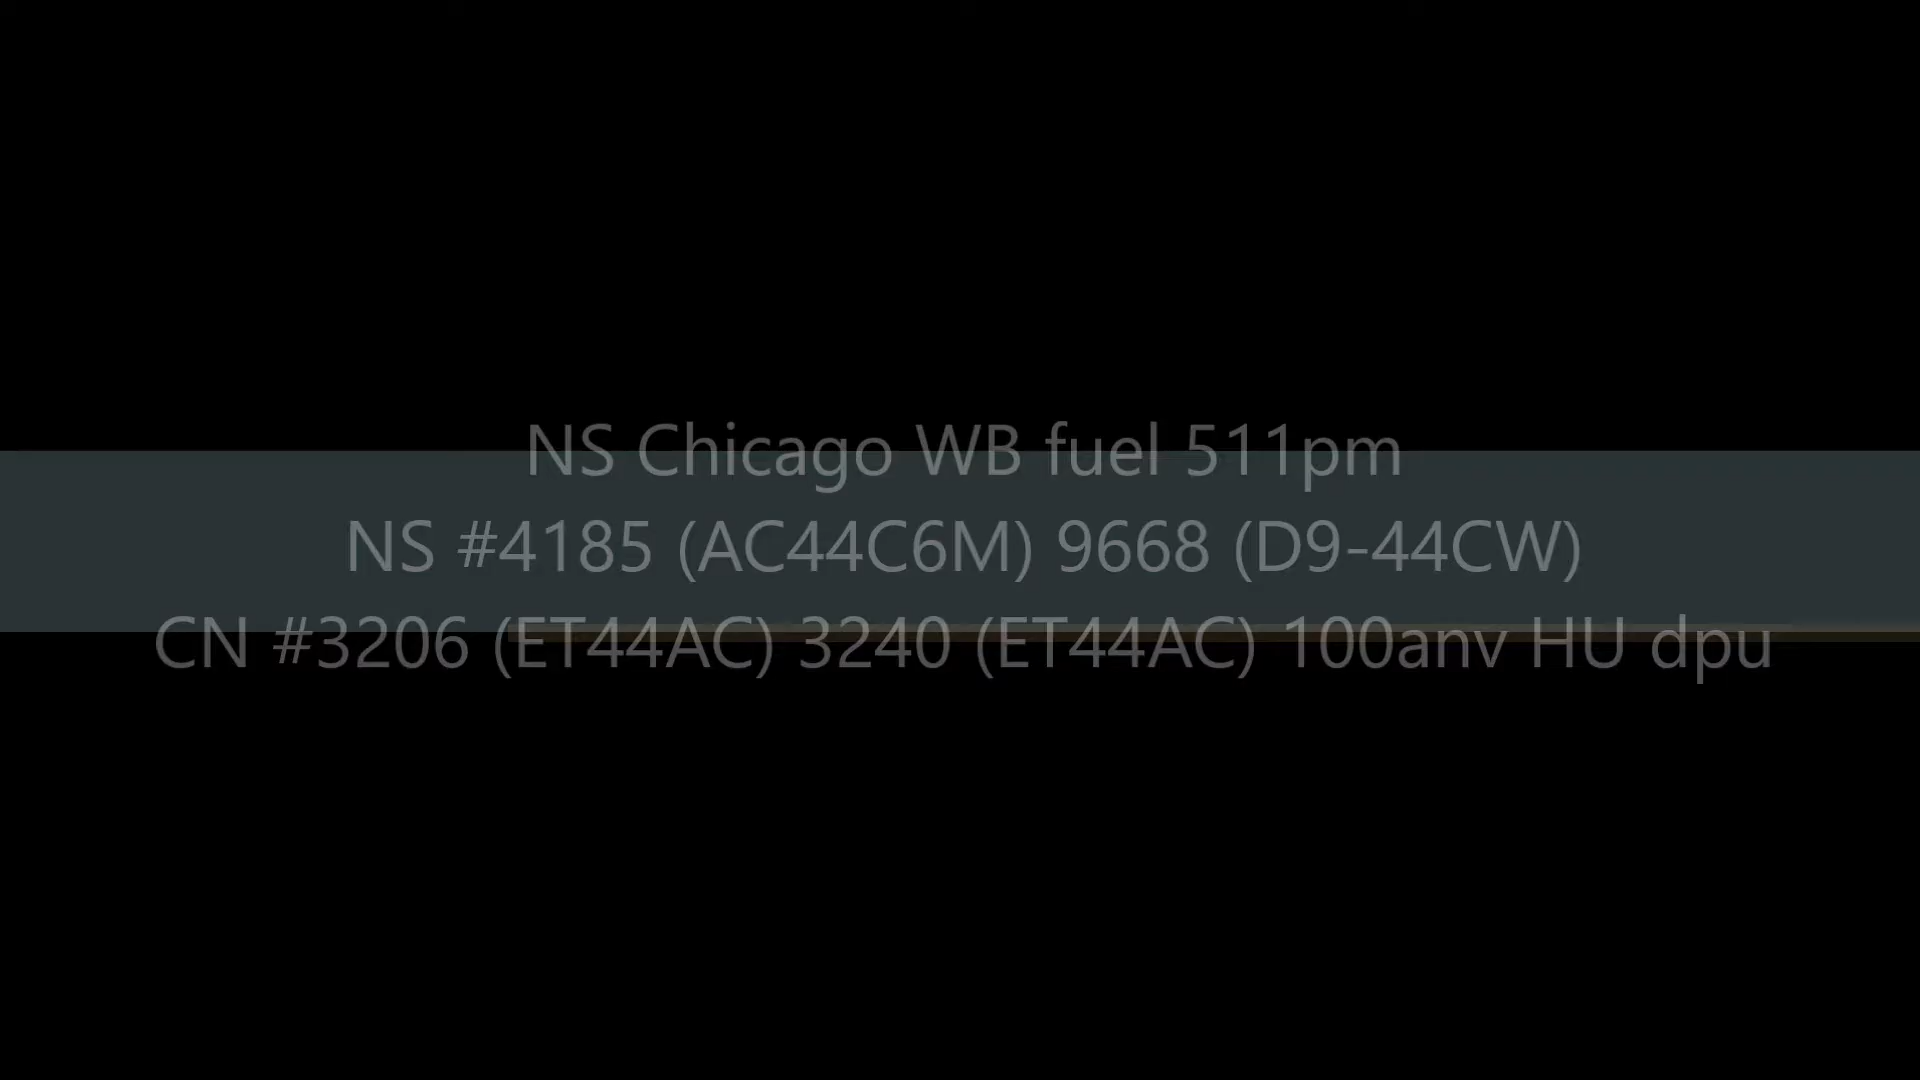 NS Chicago WB fuel 511pm
NS #4185 (AC44C6M) 9668 (D9-44CW)
CN #3206 (ET44AC) 3240 (ET44AC) 100anv HU dpu